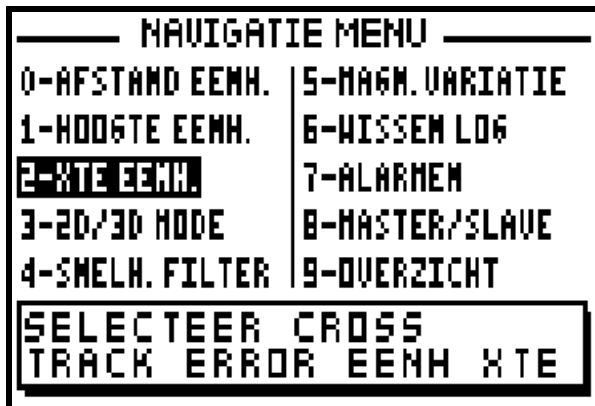 NAVIGATIE MENU
0-AFSTAND EENH.
1-HOOGTE EENH.
2-XTE EENH.
3-2D/3D MODE
4-SNELH. FILTER
5-MAGN. VARIATIE
6-WISSEN LOG
7-ALARMEN
8-MASTER/SLAVE
9-OVERZICHT
SELECTEER CROSS
TRACK ERROR EENH XTE